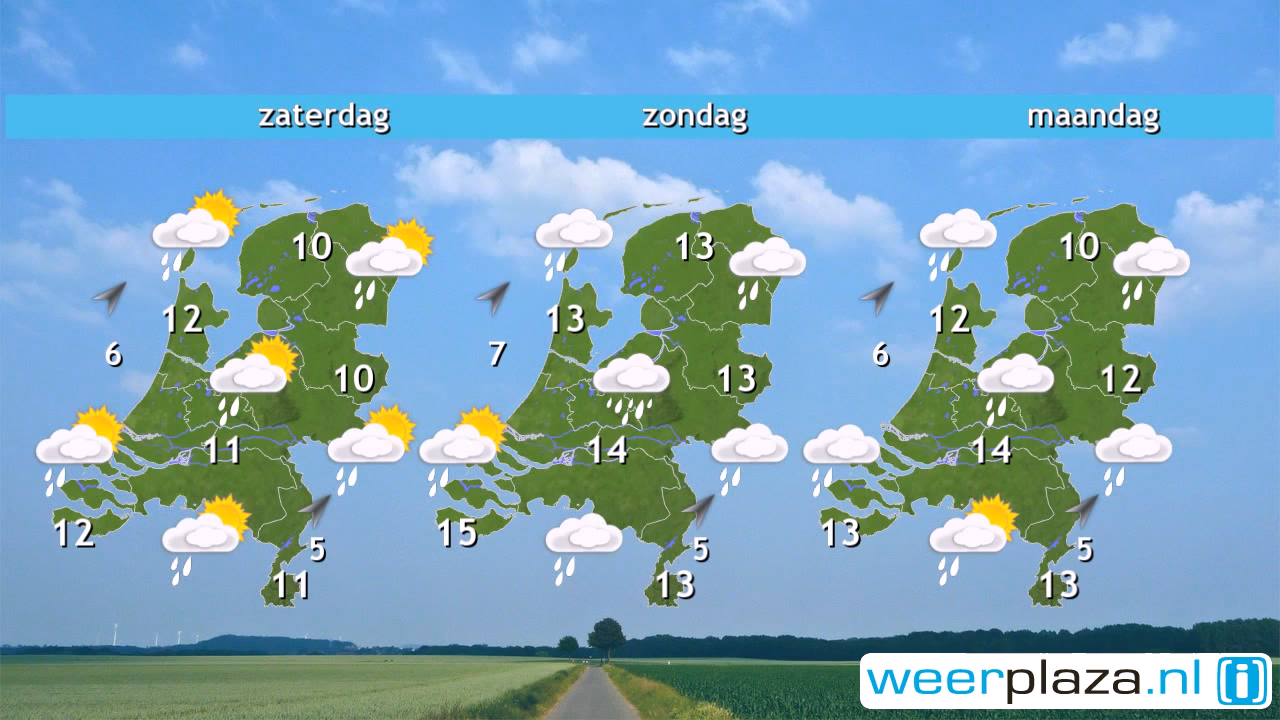 zaterdag zondag maandag
10 13 10
12 13 12
6 7 6
10 13 12
11 14 14
12 15 13
5 5 5
11 13 13
weerplaza.nl